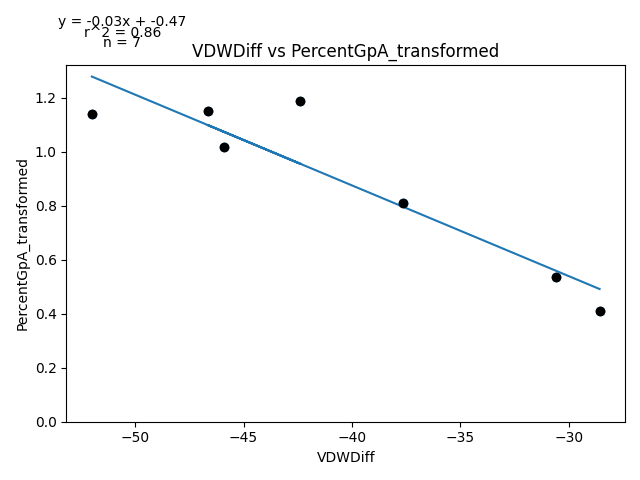 y = -0.03x + -0.47
r^2 = 0.86
n = 7
VDWDiff vs PercentGpA_transformed
1.2
1.0
0.8
0.6
0.4
0.2
0.0
PercentGpA_transformed
−50
−45
−40
−35
−30
VDWDiff